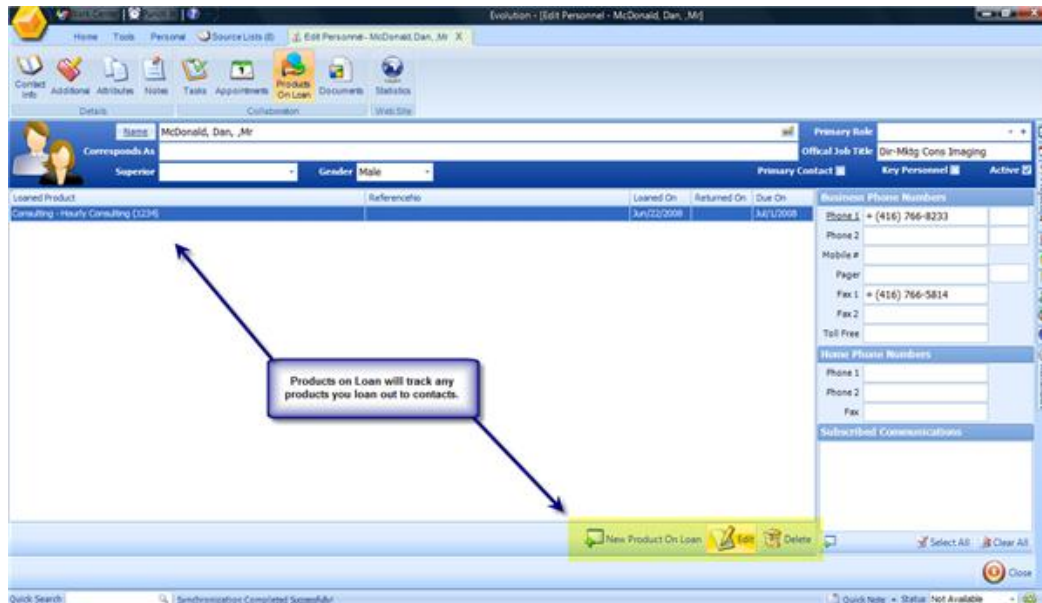 Start Center Punch In
Evolution - [Edit Personnel - McDonald, Dan, ,Mr]
Home Tools Personal Source Lists (8) Edit Personnel - McDonald, Dan, ,Mr X
Contact Info Additional Attributes Notes Tasks Appointments Products On Loan Documents Statistics
Details Collaboration Web Site
Name McDonald, Dan, ,Mr Primary Role
Corresponds As Offical Job Title Dir-Mktg Cons Imaging
Superior Gender Male Primary Contact Key Personnel Active
Loaned Product ReferenceNo Loaned On Returned On Due On
Consulting - Hourly Consulting (1234) Jun/22/2008 Jul/1/2008
Business Phone Numbers
Phone 1 + (416) 766-8233
Phone 2
Mobile #
Pager
Fax 1 + (416) 766-5814
Fax 2
Toll Free
Home Phone Numbers
Phone 1
Phone 2
Fax
Subscribed Communications
Products on Loan will track any
products you loan out to contacts.
New Product On Loan Edit Delete
Select All Clear All
Close
Quick Search Synchronization Completed Successfully! Quick Note Status Not Available